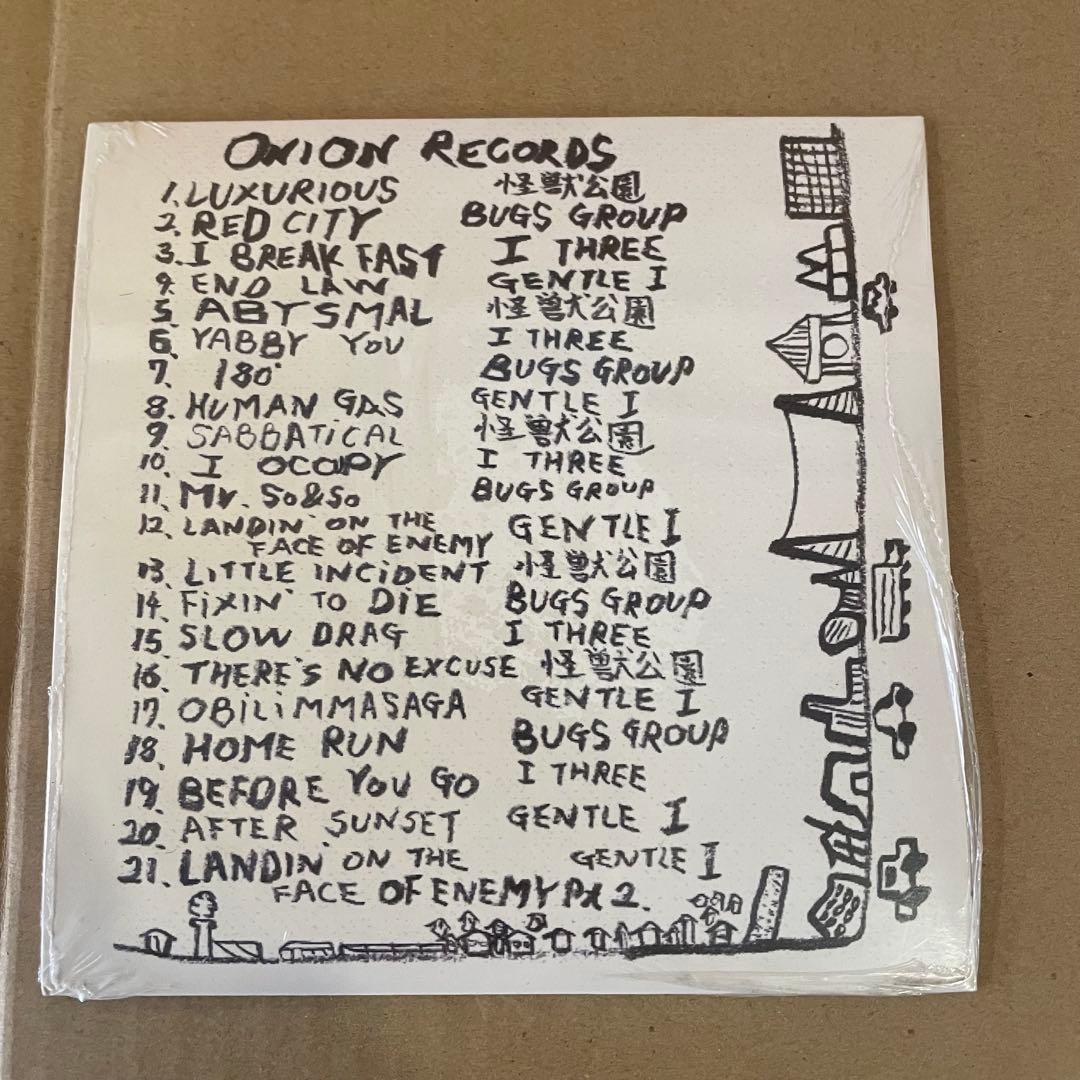 ONION RECORDS
1. LUXURIOUS 怪獣公園
2. RED CITY BUGS GROUP
3. I BREAK FAST I THREE
4. END LAW GENTLE I
5. ABYSMAL 怪獣公園
6. YABBY YOU I THREE
7. 180° BUGS GROUP
8. HUMAN GAS GENTLE I
9. SABBATiCAL 怪獣公園
10. I OCUPY I THREE
11. Mr. So&So BUGS GROUP
12. LANDIN' ON THE GENTLE I
FACE OF ENEMY
13. LiTTLE INCiDENT 怪獣公園
14. FiXIN' TO DIE BUGS GROUP
15. SLOW DRAG I THREE
16. THERE'S NO EXCUSE 怪獣公園
17. OBiLiMMASAGA GENTLE I
18. HOME RUN BUGS GROUP
19. BEFORE YOU GO I THREE
20. AFTER SUNSET GENTLE I
21. LANDIN' ON THE GENTLE I
FACE OF ENEMY Pt 2.